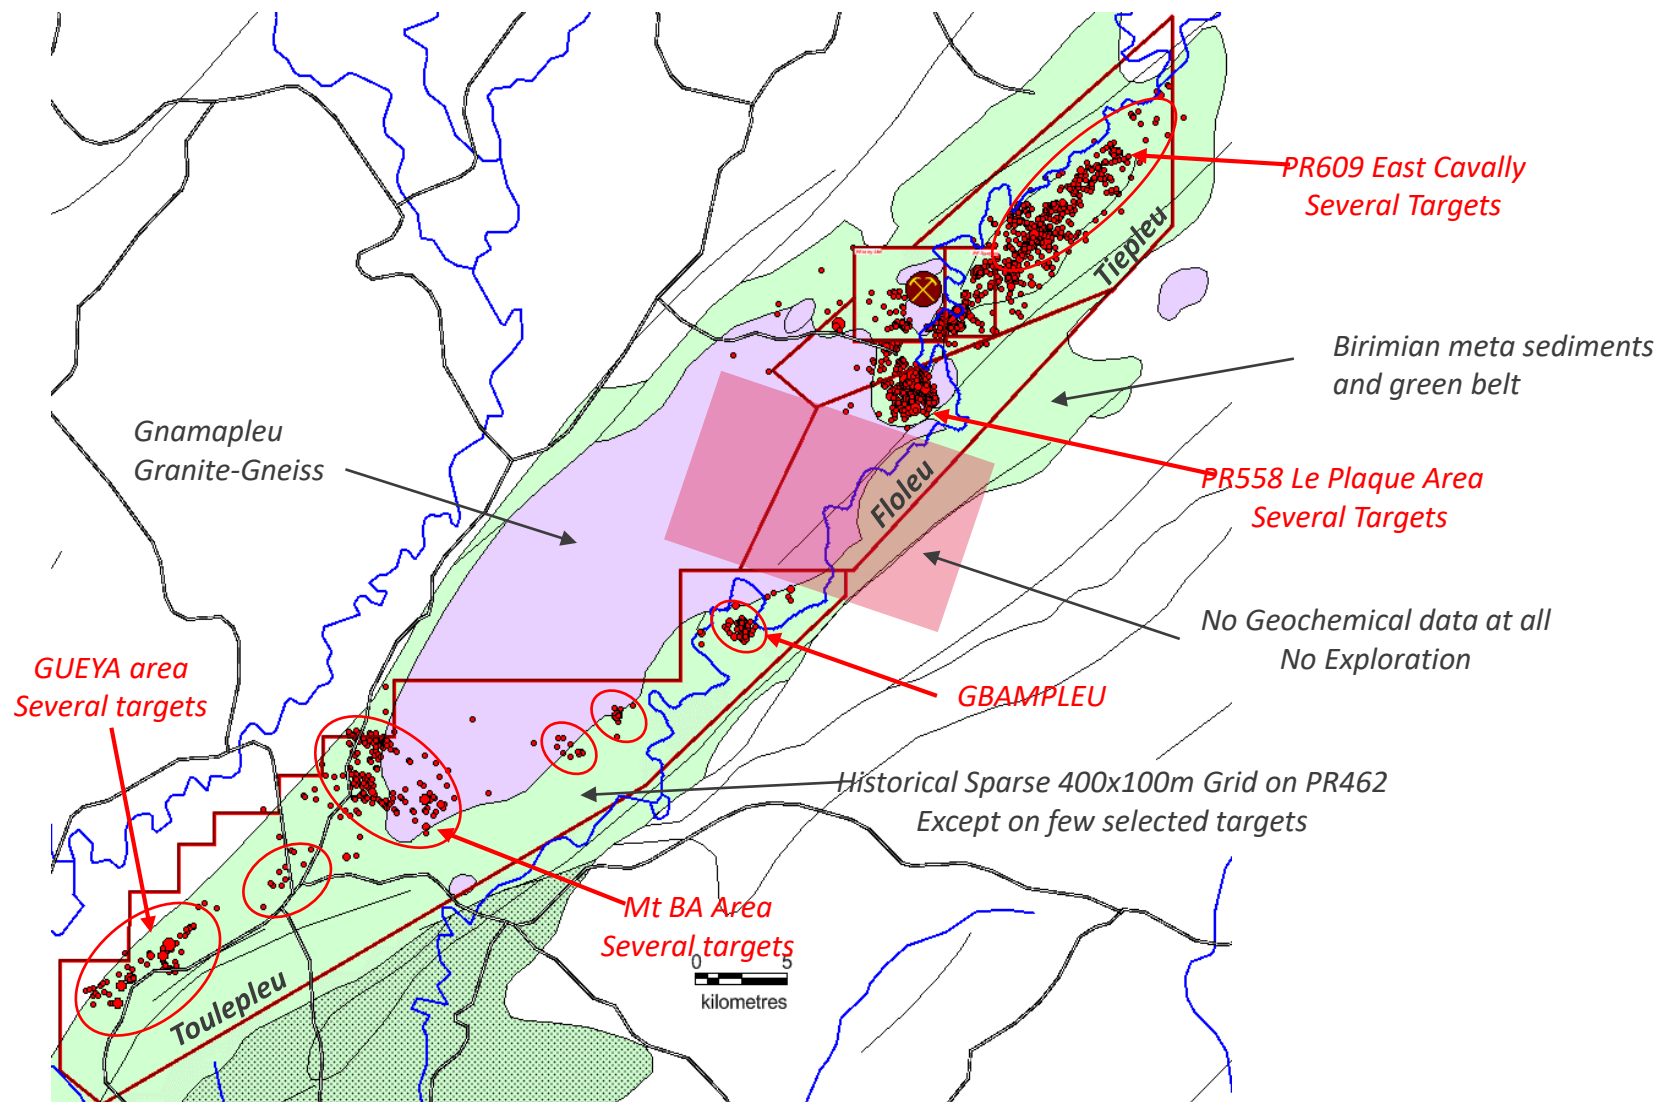 PR609 East Cavally
Several Targets
Tiepleu
Birimian meta sediments
and green belt
Gnamapleu
Granite-Gneiss
Floleu
PR558 Le Plaque Area
Several Targets
No Geochemical data at all
No Exploration
GUEYA area
Several targets
GBAMPLEU
Historical Sparse 400x100m Grid on PR462
Except on few selected targets
Mt BA Area
Several targets
Toulepleu
0 5
kilometres